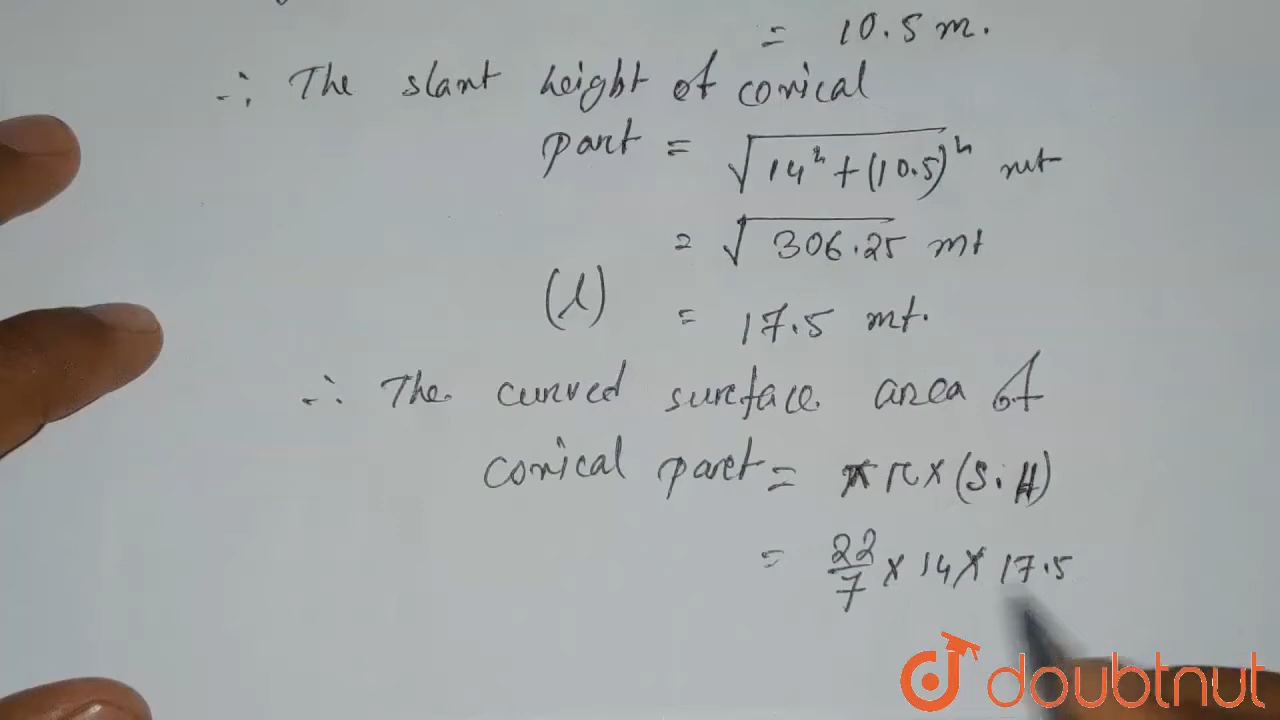 = 10.5 m.
∴ The slant height of conical
part = √14² + (10.5)² mt
= √306.25 mt
(l) = 17.5 mt.
∴ The curved surface area of
conical part = πr × (S.H)
= 22/7 × 14 × 17.5
doubtnut